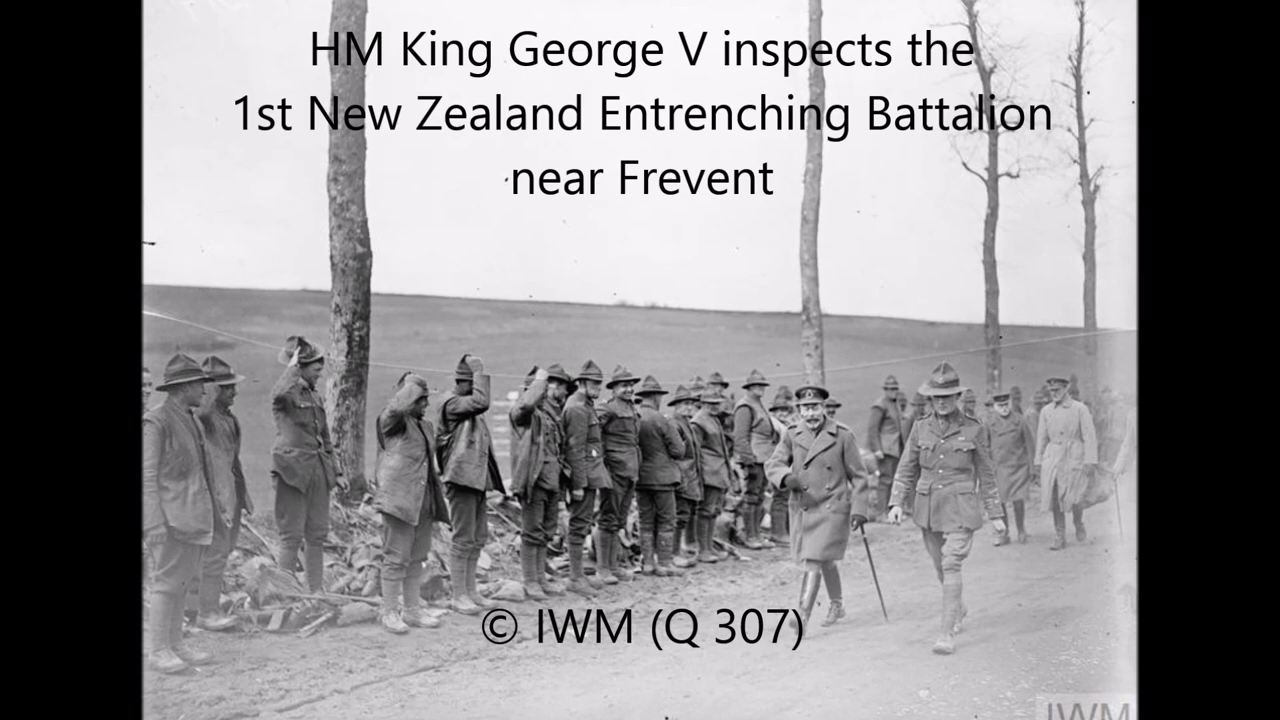 HM King George V inspects the
1st New Zealand Entrenching Battalion
near Frevent
© IWM (Q 307)
IWM